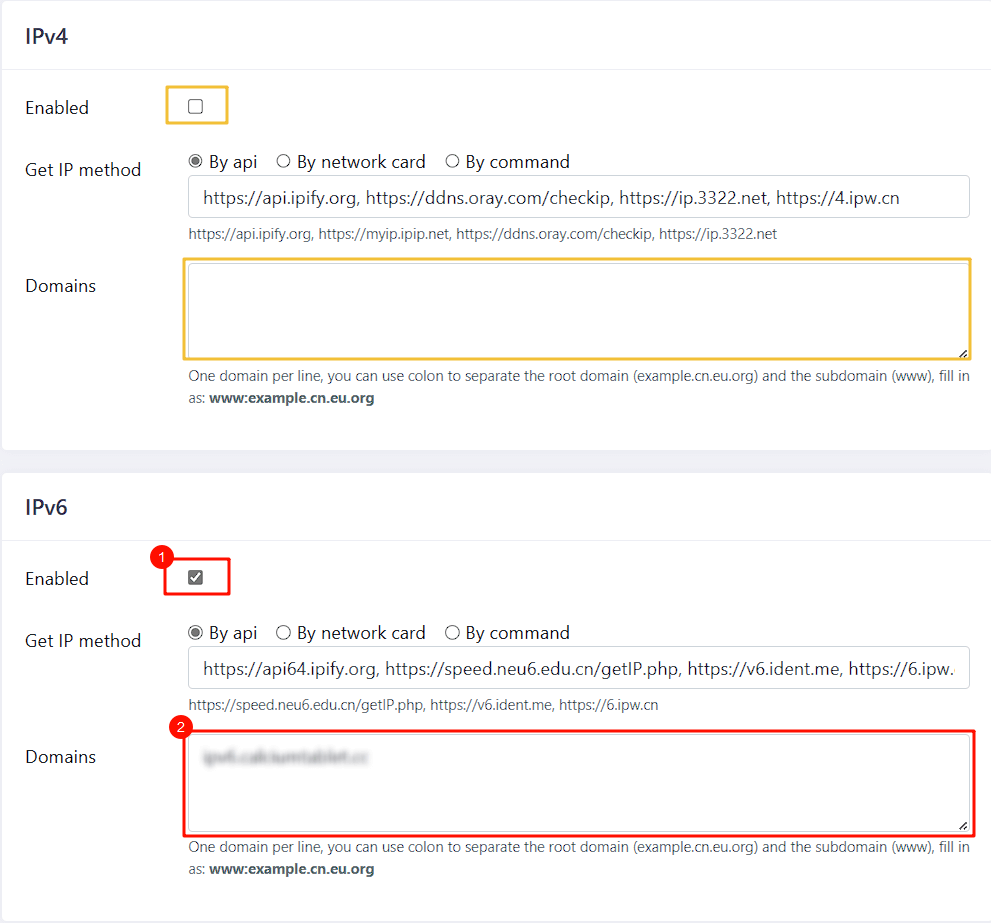 IPv4
Enabled
Get IP method
By api By network card By command
https://api.ipify.org, https://ddns.oray.com/checkip, https://ip.3322.net, https://4.ipw.cn
https://api.ipify.org, https://myip.ipip.net, https://ddns.oray.com/checkip, https://ip.3322.net
Domains
One domain per line, you can use colon to separate the root domain (example.cn.eu.org) and the subdomain (www), fill in
as: www:example.cn.eu.org
IPv6
1
Enabled
Get IP method
By api By network card By command
https://api64.ipify.org, https://speed.neu6.edu.cn/getIP.php, https://v6.ident.me, https://6.ipw.
https://speed.neu6.edu.cn/getIP.php, https://v6.ident.me, https://6.ipw.cn
2
Domains
One domain per line, you can use colon to separate the root domain (example.cn.eu.org) and the subdomain (www), fill in
as: www:example.cn.eu.org